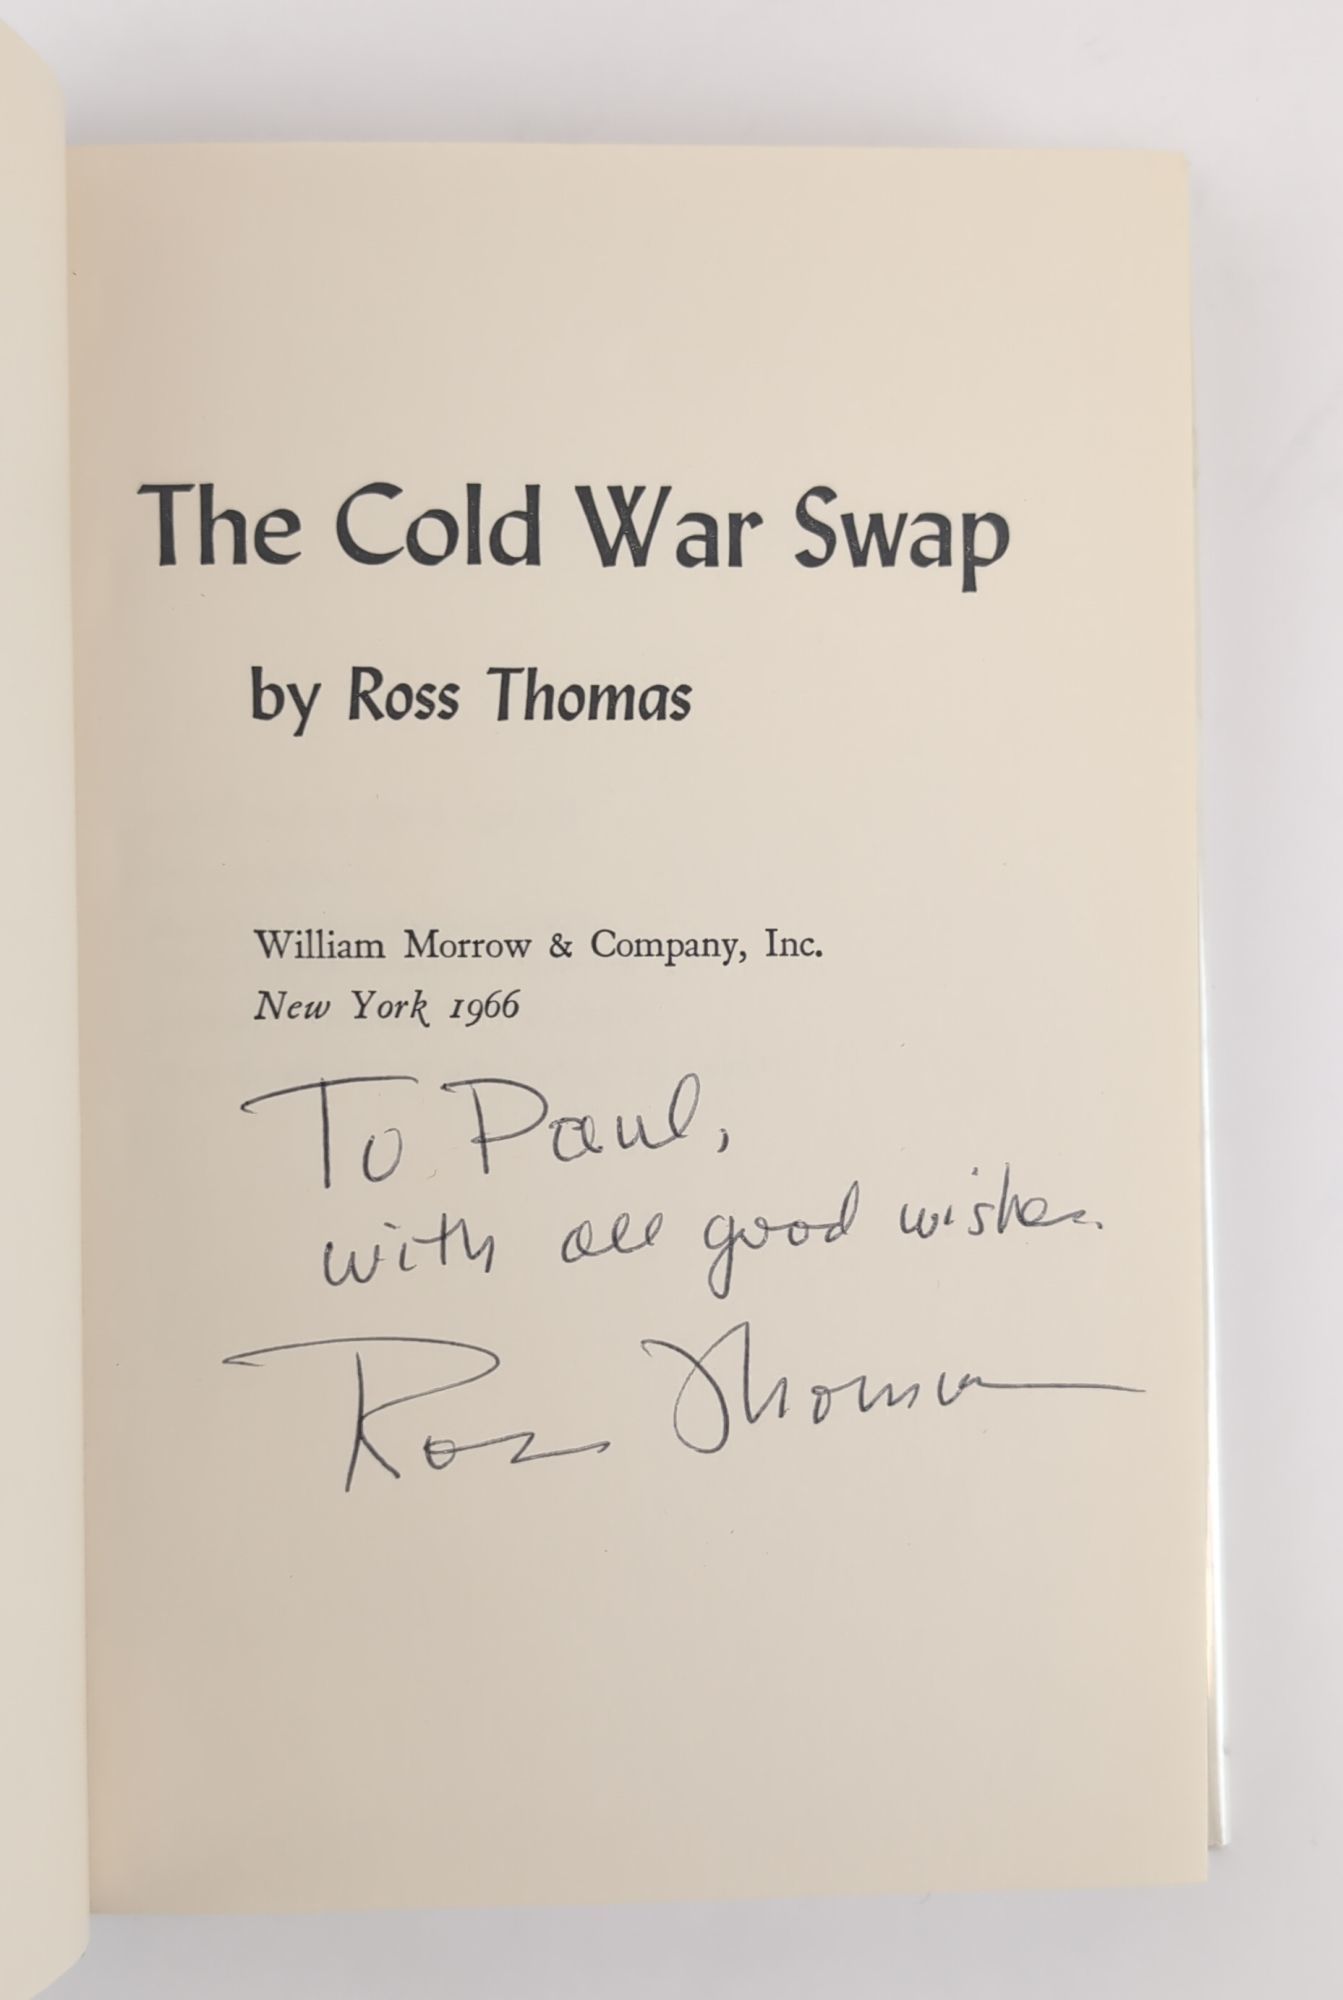 The Cold War Swap
by Ross Thomas
William Morrow & Company, Inc.
New York 1966
To Paul,
with all good wishes.
Ross Thomas